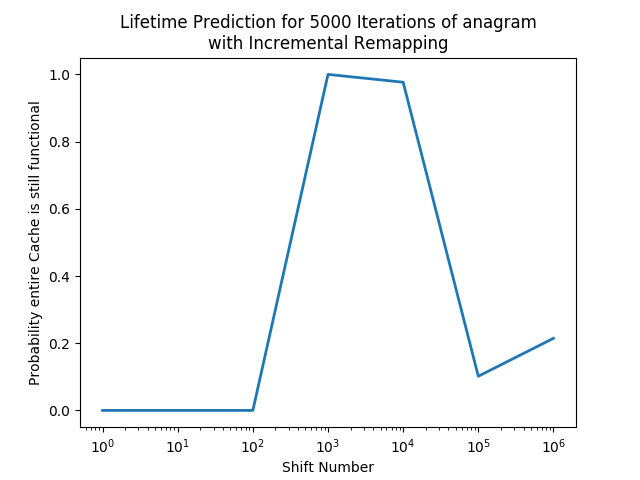 Lifetime Prediction for 5000 Iterations of anagram
with Incremental Remapping
Probability entire Cache is still functional
1.0
0.8
0.6
0.4
0.2
0.0
10⁰ 10¹ 10² 10³ 10⁴ 10⁵ 10⁶
Shift Number